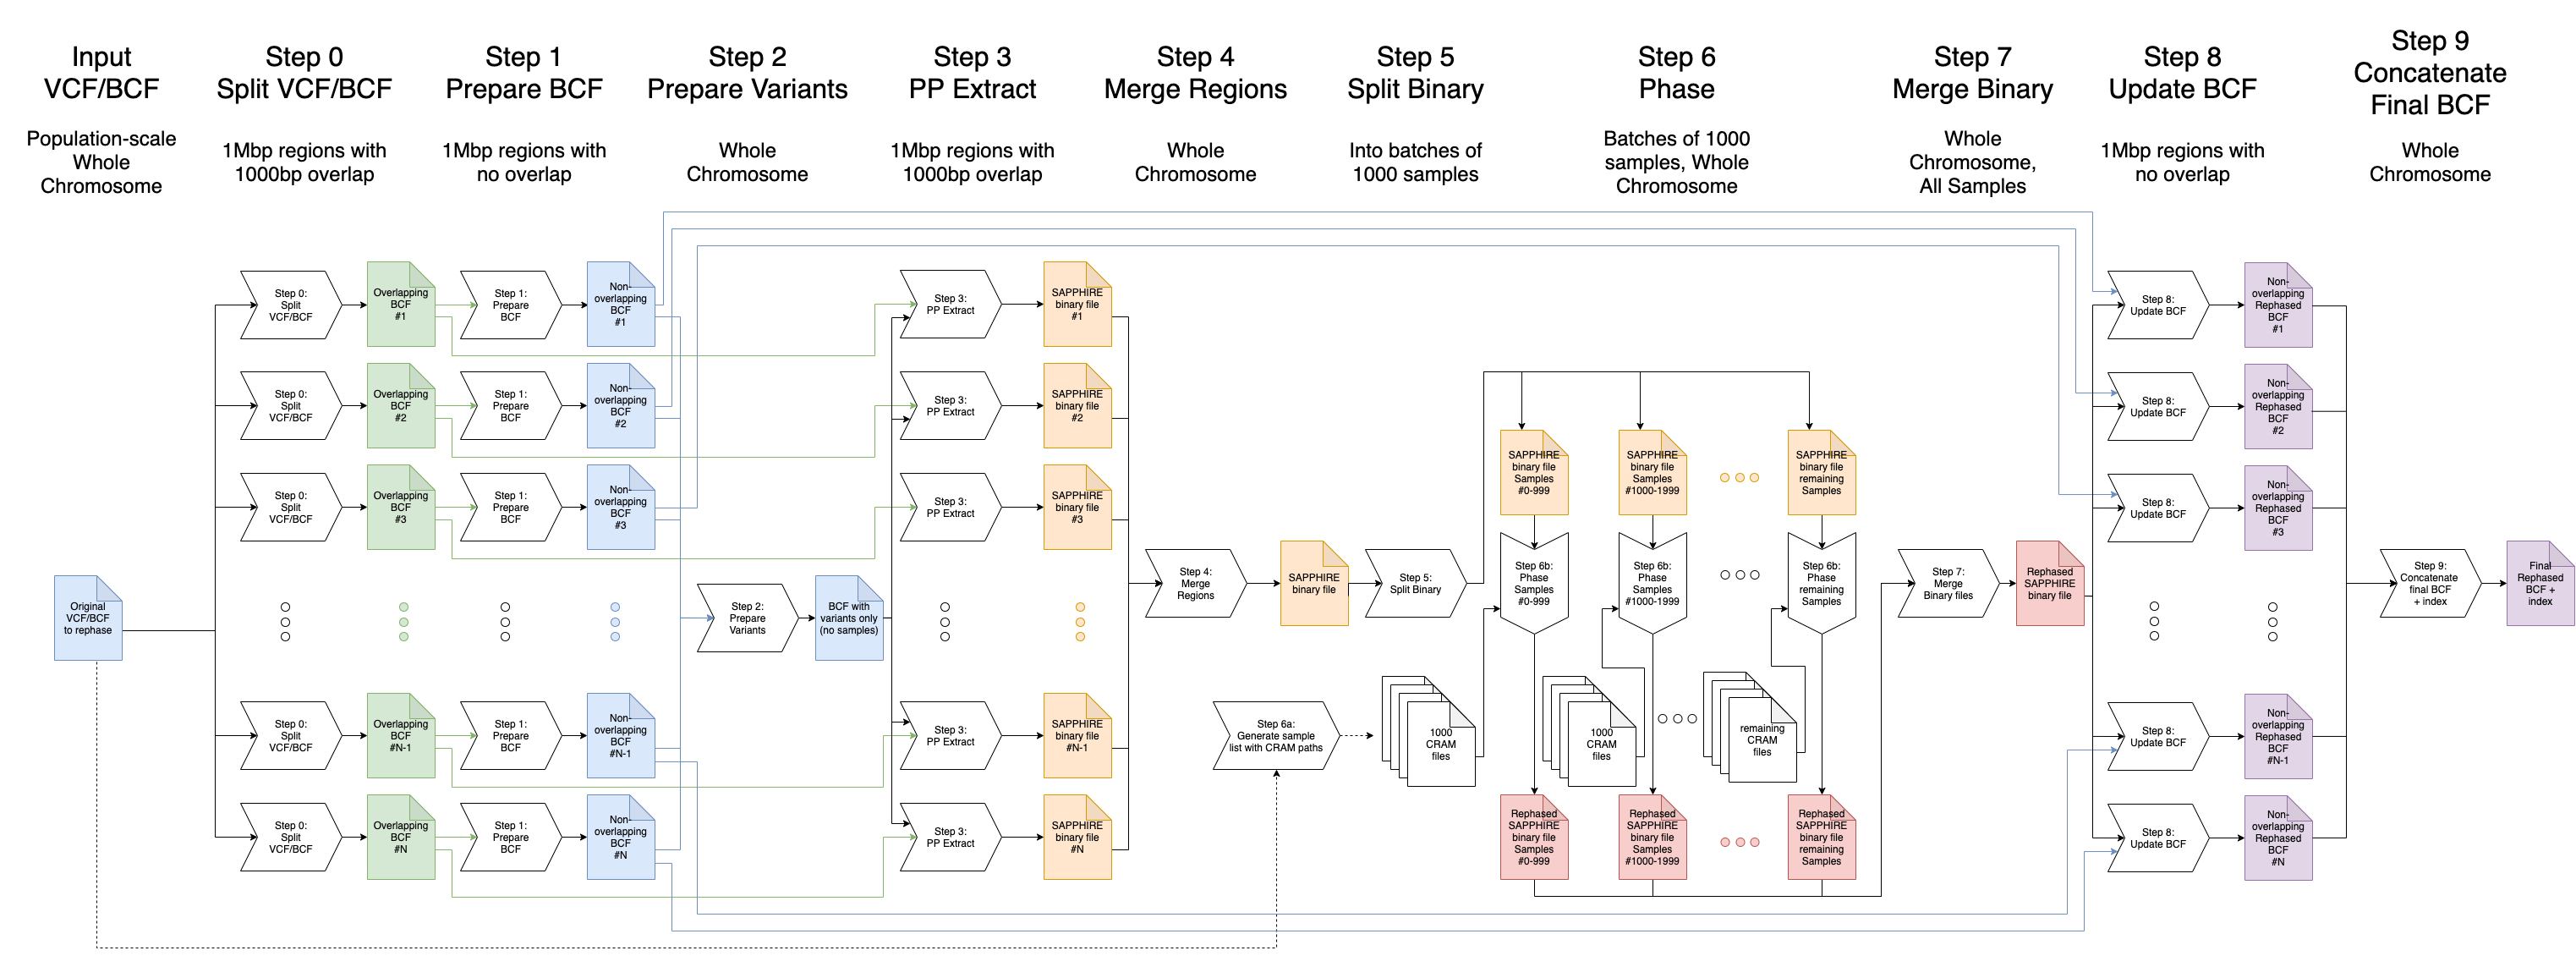 Input
VCF/BCF
Population-scale
Whole
Chromosome
Step 0
Split VCF/BCF
1Mbp regions with
1000bp overlap
Step 1
Prepare BCF
1Mbp regions with
no overlap
Step 2
Prepare Variants
Whole
Chromosome
Step 3
PP Extract
1Mbp regions with
1000bp overlap
Step 4
Merge Regions
Whole
Chromosome
Step 5
Split Binary
Into batches of
1000 samples
Step 6
Phase
Batches of 1000
samples, Whole
Chromosome
Step 7
Merge Binary
Whole
Chromosome,
All Samples
Step 8
Update BCF
1Mbp regions with
no overlap
Step 9
Concatenate
Final BCF
Whole
Chromosome
Original
VCF/BCF
to rephase
Step 0:
Split
VCF/BCF
Step 0:
Split
VCF/BCF
Step 0:
Split
VCF/BCF
Step 0:
Split
VCF/BCF
Step 0:
Split
VCF/BCF
Overlapping
BCF
#1
Overlapping
BCF
#2
Overlapping
BCF
#3
Overlapping
BCF
#N-1
Overlapping
BCF
#N
Step 1:
Prepare
BCF
Step 1:
Prepare
BCF
Step 1:
Prepare
BCF
Step 1:
Prepare
BCF
Step 1:
Prepare
BCF
Non-
overlapping
BCF
#1
Non-
overlapping
BCF
#2
Non-
overlapping
BCF
#3
Non-
overlapping
BCF
#N-1
Non-
overlapping
BCF
#N
Step 2:
Prepare
Variants
BCF with
variants only
(no samples)
Step 3:
PP Extract
Step 3:
PP Extract
Step 3:
PP Extract
Step 3:
PP Extract
Step 3:
PP Extract
SAPPHIRE
binary file
#1
SAPPHIRE
binary file
#2
SAPPHIRE
binary file
#3
SAPPHIRE
binary file
#N-1
SAPPHIRE
binary file
#N
Step 4:
Merge
Regions
SAPPHIRE
binary file
Step 5:
Split Binary
Step 6a:
Generate sample
list with CRAM paths
SAPPHIRE
binary file
Samples
#0-999
SAPPHIRE
binary file
Samples
#1000-1999
SAPPHIRE
binary file
remaining
Samples
Step 6b:
Phase
Samples
#0-999
Step 6b:
Phase
Samples
#1000-1999
Step 6b:
Phase
remaining
Samples
1000
CRAM
files
1000
CRAM
files
remaining
CRAM
files
Rephased
SAPPHIRE
binary file
Samples
#0-999
Rephased
SAPPHIRE
binary file
Samples
#1000-1999
Rephased
SAPPHIRE
binary file
remaining
Samples
Step 7:
Merge
Binary files
Rephased
SAPPHIRE
binary file
Step 8:
Update BCF
Step 8:
Update BCF
Step 8:
Update BCF
Step 8:
Update BCF
Step 8:
Update BCF
Non-
overlapping
Rephased
BCF
#1
Non-
overlapping
Rephased
BCF
#2
Non-
overlapping
Rephased
BCF
#3
Non-
overlapping
Rephased
BCF
#N-1
Non-
overlapping
Rephased
BCF
#N
Step 9:
Concatenate
final BCF
+ index
Final
Rephased
BCF +
index